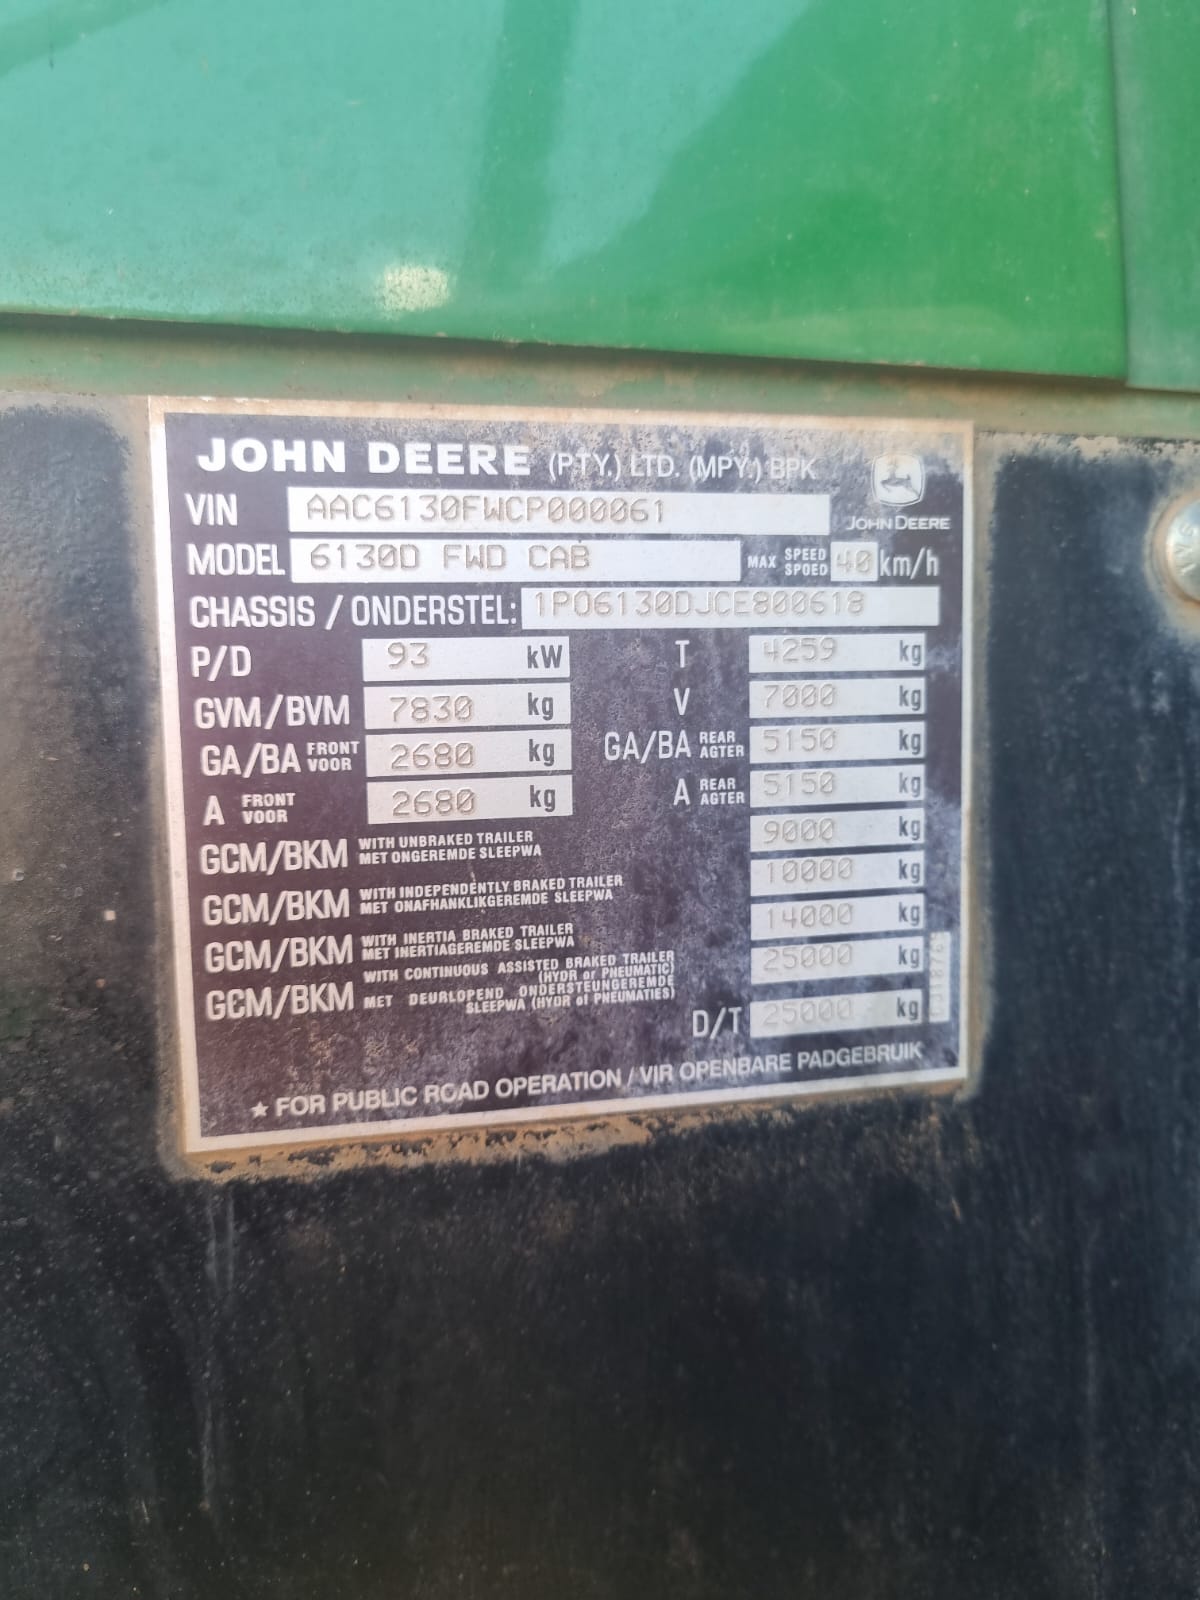 JOHN DEERE (PTY.) LTD. (MPY.) BPK
JOHN DEERE
VIN AAC6130FWCP000061
MODEL 6130D FWD CAB MAX SPEED SPOED 40 km/h
CHASSIS / ONDERSTEL: 1P06130DJCE800618
P/D 93 kW T 4259 kg
GVM/BVM 7830 kg V 7000 kg
GA/BA FRONT VOOR 2680 kg GA/BA REAR AGTER 5150 kg
A FRONT VOOR 2680 kg A REAR AGTER 5150 kg
GCM/BKM WITH UNBRAKED TRAILER 9000 kg
MET ONGEREMDE SLEEPWA
GCM/BKM WITH INDEPENDENTLY BRAKED TRAILER 10000 kg
MET ONAFHANKLIKGEREMDE SLEEPWA
GCM/BKM WITH INERTIA BRAKED TRAILER 14000 kg
MET INERTIAGEREMDE SLEEPWA
GCM/BKM WITH CONTINUOUS ASSISTED BRAKED TRAILER 25000 kg
(HYDR or PNEUMATIC)
MET DEURLOPEND ONDERSTEUNGEREMDE
SLEEPWA (HYDR of PNEUMATIES)
D/T 25000 kg
★ FOR PUBLIC ROAD OPERATION / VIR OPENBARE PADGEBRUIK